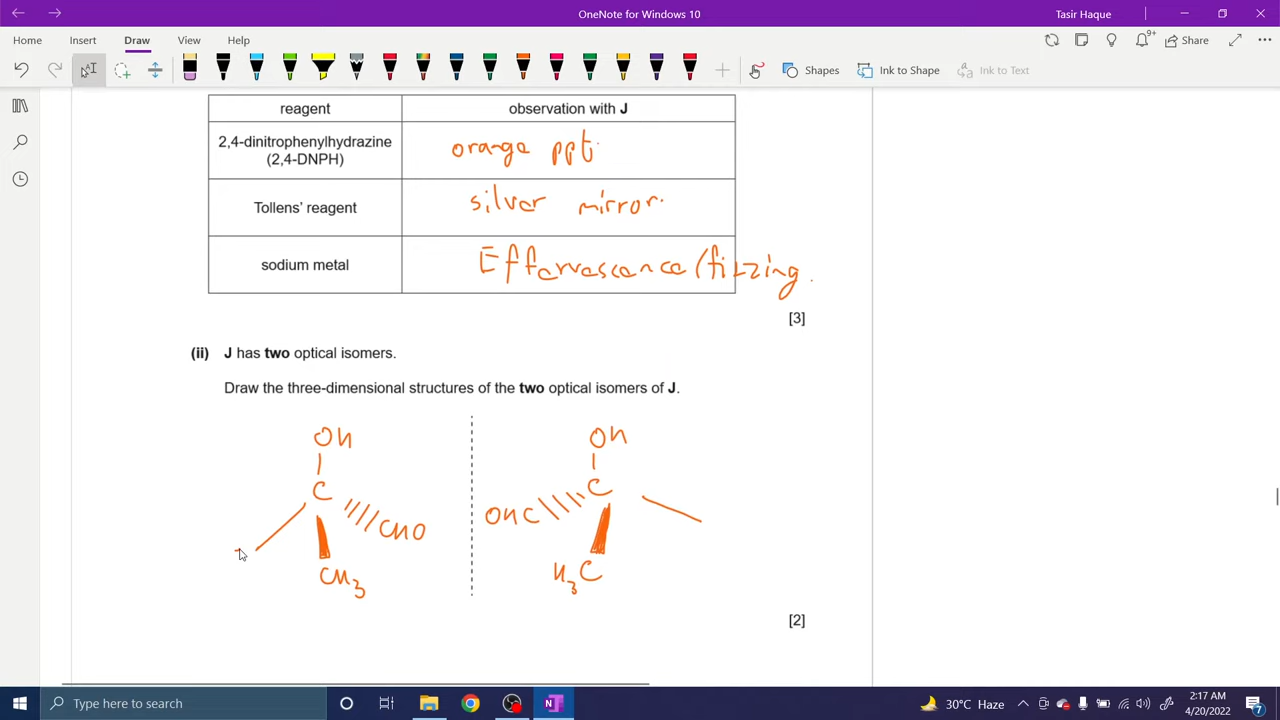 OneNote for Windows 10
Tasir Haque
Home Insert Draw View Help
Share
Shapes
Ink to Shape
Ink to Text
reagent observation with J
2,4-dinitrophenylhydrazine
(2,4-DNPH)
orange ppt.
Tollens' reagent silver mirror.
sodium metal Effervescence (fizzing
[3]
(ii) J has two optical isomers.
Draw the three-dimensional structures of the two optical isomers of J.
OH OH
C C
CHO OHC
CH3 H3C
[2]
Type here to search
30°C Haze
2:17 AM
4/20/2022
7